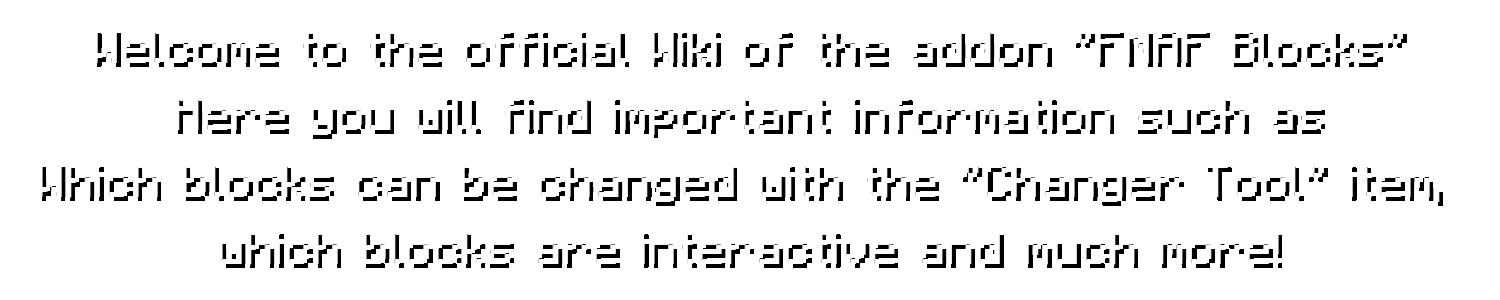 Welcome to the official Wiki of the addon "FNAF Blocks"
Here you will find important information such as
Which blocks can be changed with the "Changer Tool" item,
which blocks are interactive and much more!